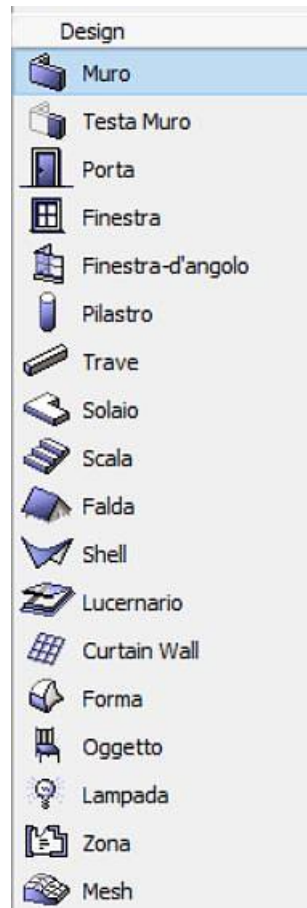 Design
Muro
Testa Muro
Porta
Finestra
Finestra-d'angolo
Pilastro
Trave
Solaio
Scala
Falda
Shell
Lucernario
Curtain Wall
Forma
Oggetto
Lampada
Zona
Mesh